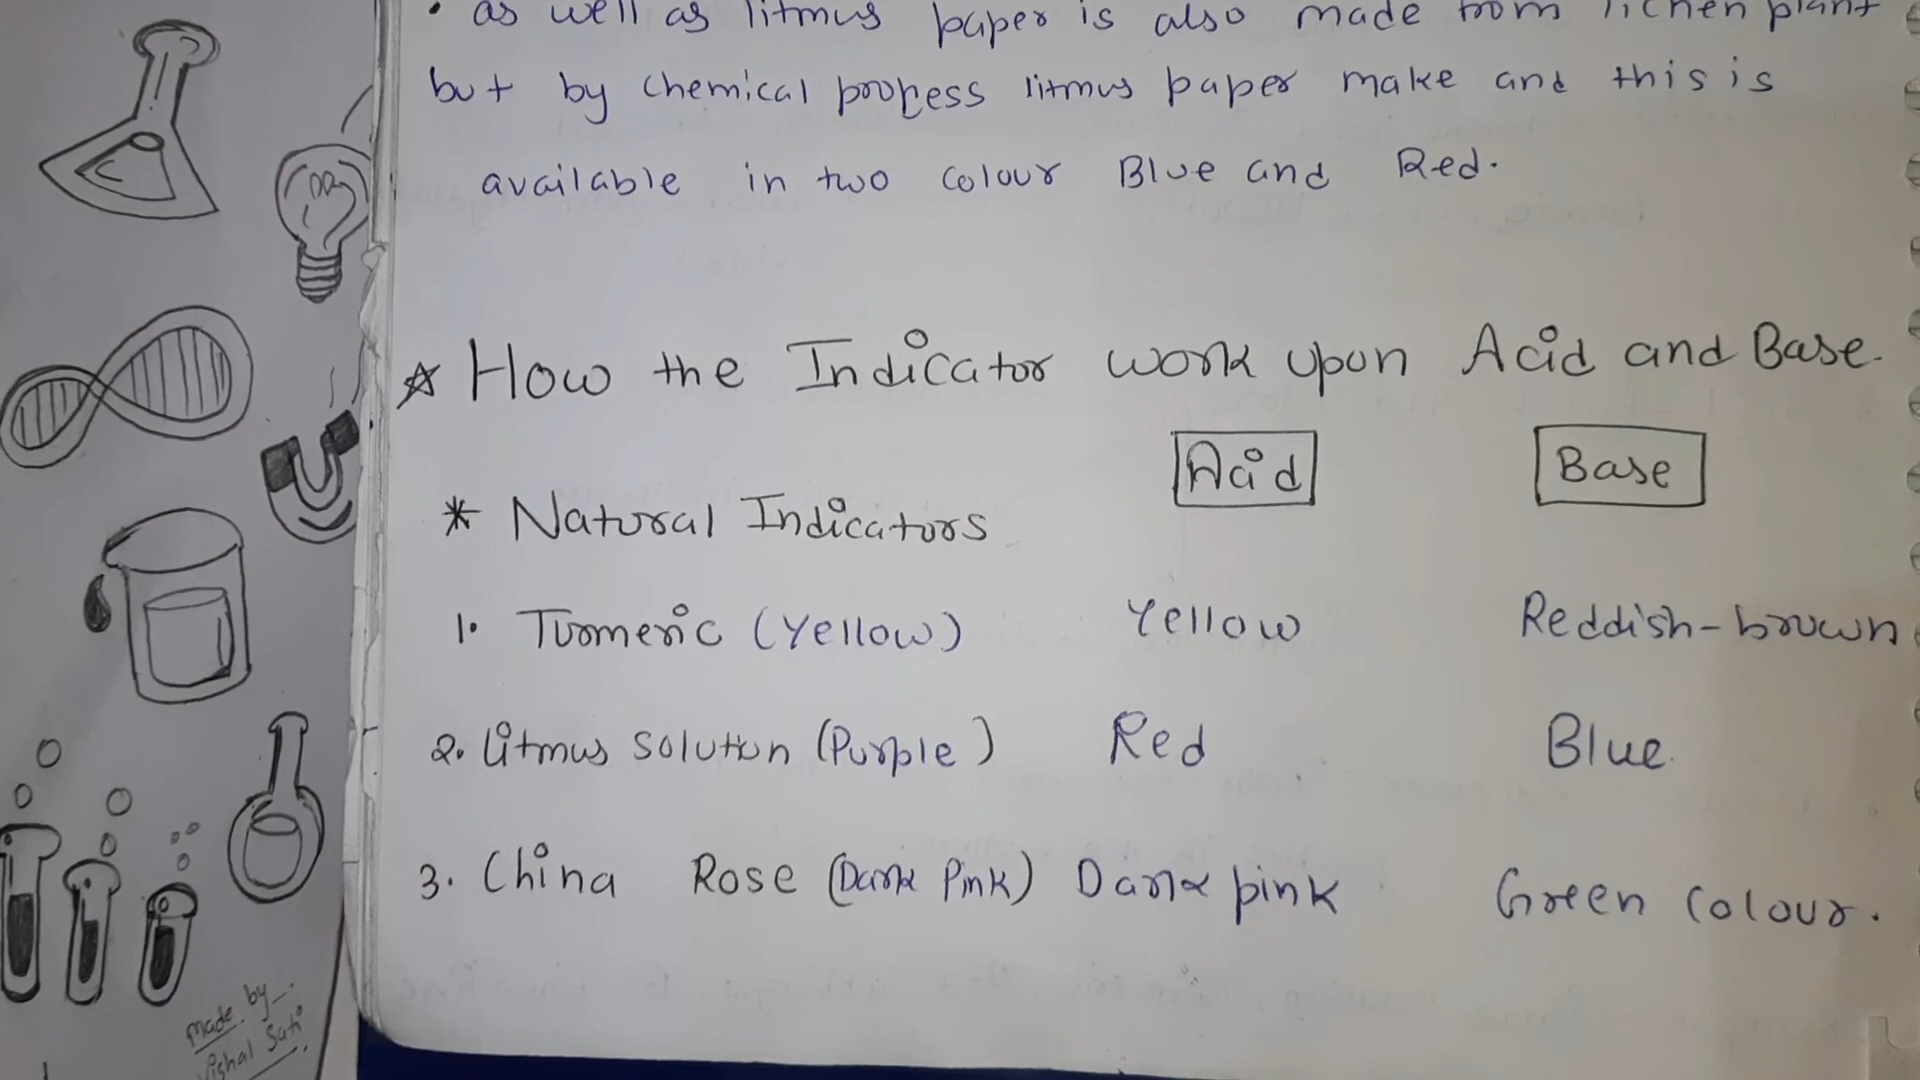 • as well as litmus paper is also made from lichen plant
but by chemical process litmus paper make and this is
available in two colour Blue and Red.
☆ How the Indicator work upon Acid and Base.
Acid Base
* Natural Indicators
1. Turmeric (Yellow) Yellow Reddish-brown
2. Litmus solution (Purple) Red Blue.
3. China Rose (Dark Pink) Dark pink Green colour.
made by
Vishal Sati